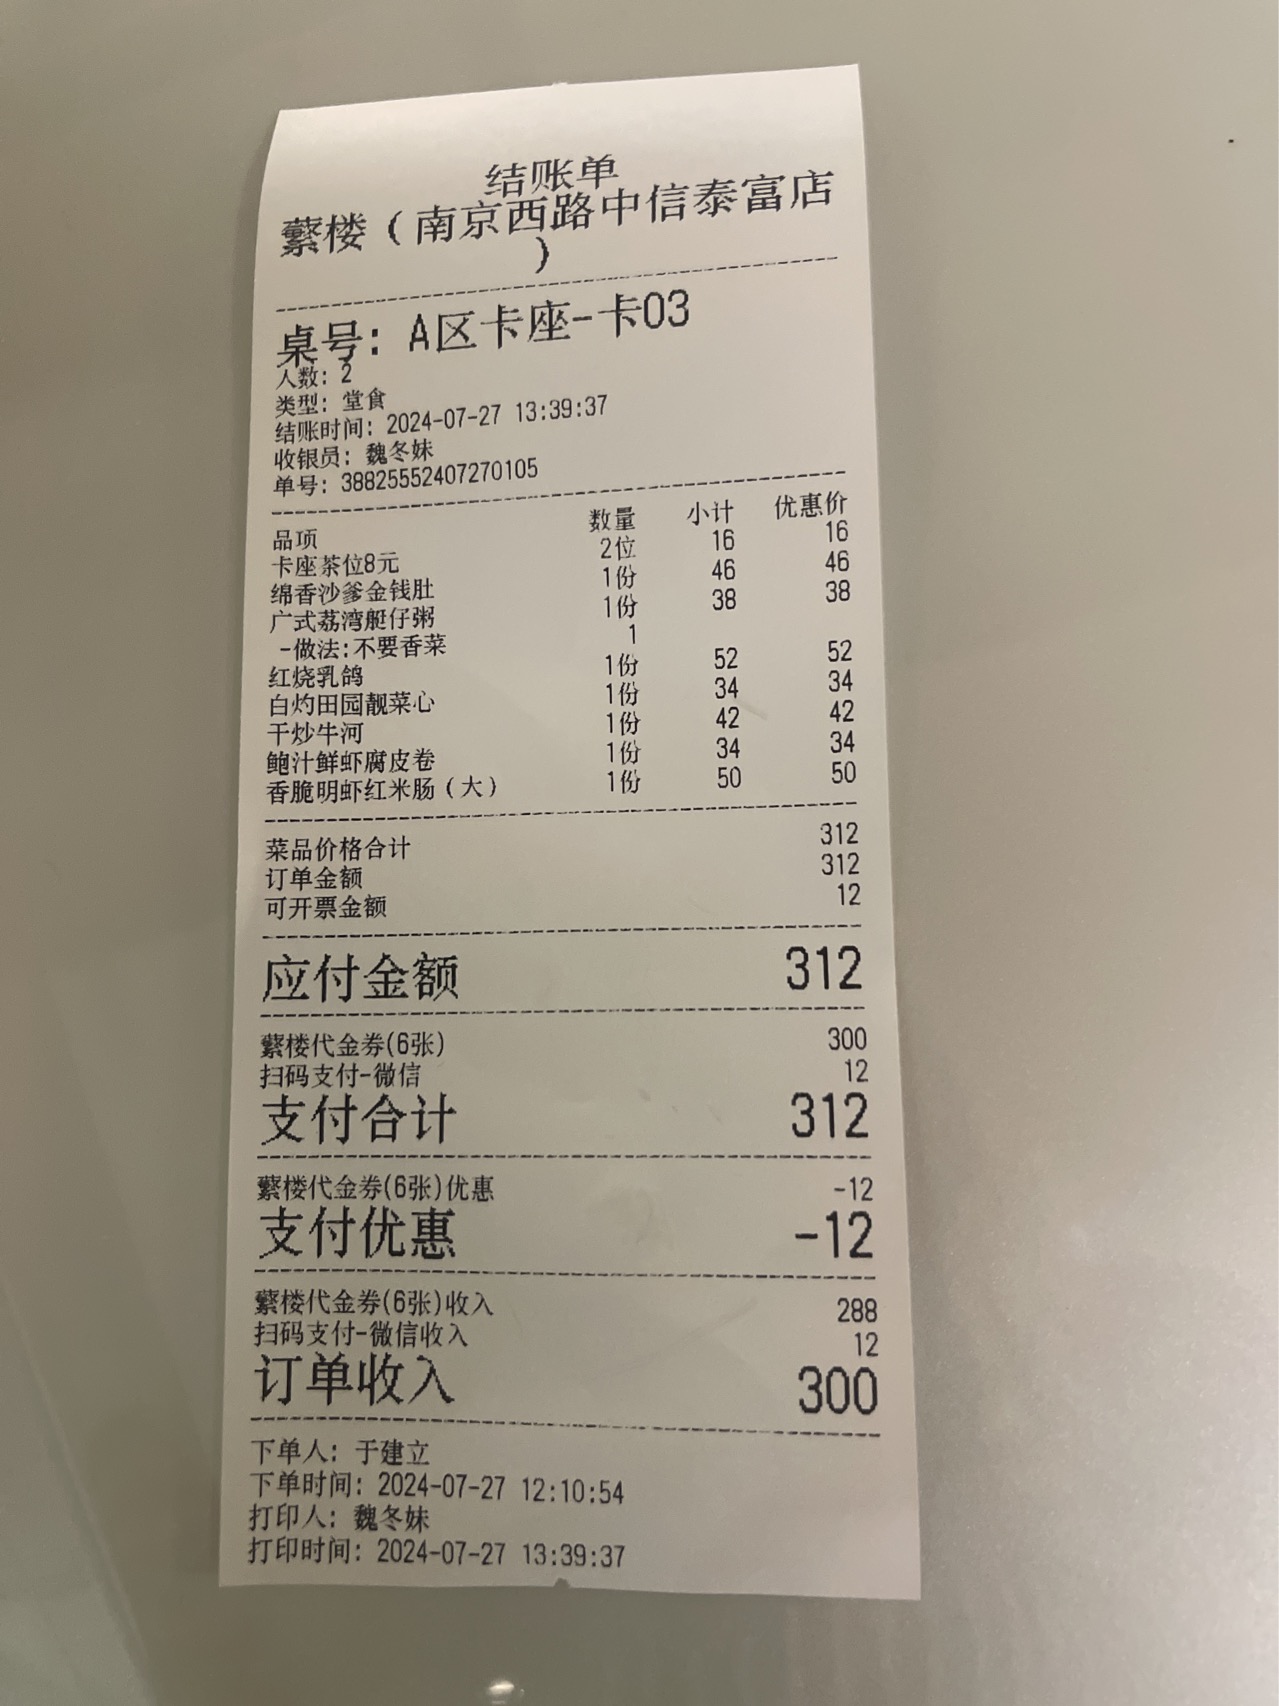 结账单
蘩楼（南京西路中信泰富店
）
桌号: A区卡座-卡03
人数: 2
类型: 堂食
结账时间: 2024-07-27 13:39:37
收银员: 魏冬妹
单号: 38825552407270105
品项 数量 小计 优惠价
卡座茶位8元 2位 16 16
绵香沙爹金钱肚 1份 46 46
广式荔湾艇仔粥 1份 38 38
-做法:不要香菜 1
红烧乳鸽 1份 52 52
白灼田园靓菜心 1份 34 34
干炒牛河 1份 42 42
鲍汁鲜虾腐皮卷 1份 34 34
香脆明虾红米肠（大） 1份 50 50
菜品价格合计 312
订单金额 312
可开票金额 12
应付金额 312
蘩楼代金券(6张) 300
扫码支付-微信 12
支付合计 312
蘩楼代金券(6张)优惠 -12
支付优惠 -12
蘩楼代金券(6张)收入 288
扫码支付-微信收入 12
订单收入 300
下单人: 于建立
下单时间: 2024-07-27 12:10:54
打印人: 魏冬妹
打印时间: 2024-07-27 13:39:37